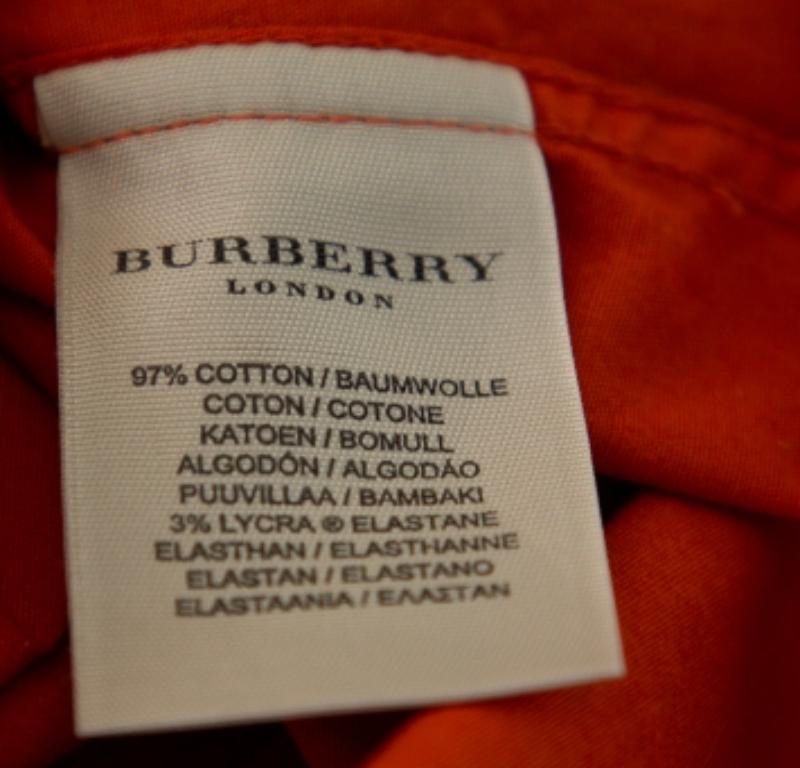 BURBERRY
LONDON
97% COTTON / BAUMWOLLE
COTON / COTONE
KATOEN / BOMULL
ALGODÓN / ALGODÁO
PUUVILLAA / BAMBAKI
3% LYCRA ® ELASTANE
ELASTHAN / ELASTHANNE
ELASTAN / ELASTANO
ELASTAANIA / ΕΛΑΣΤΑΝ